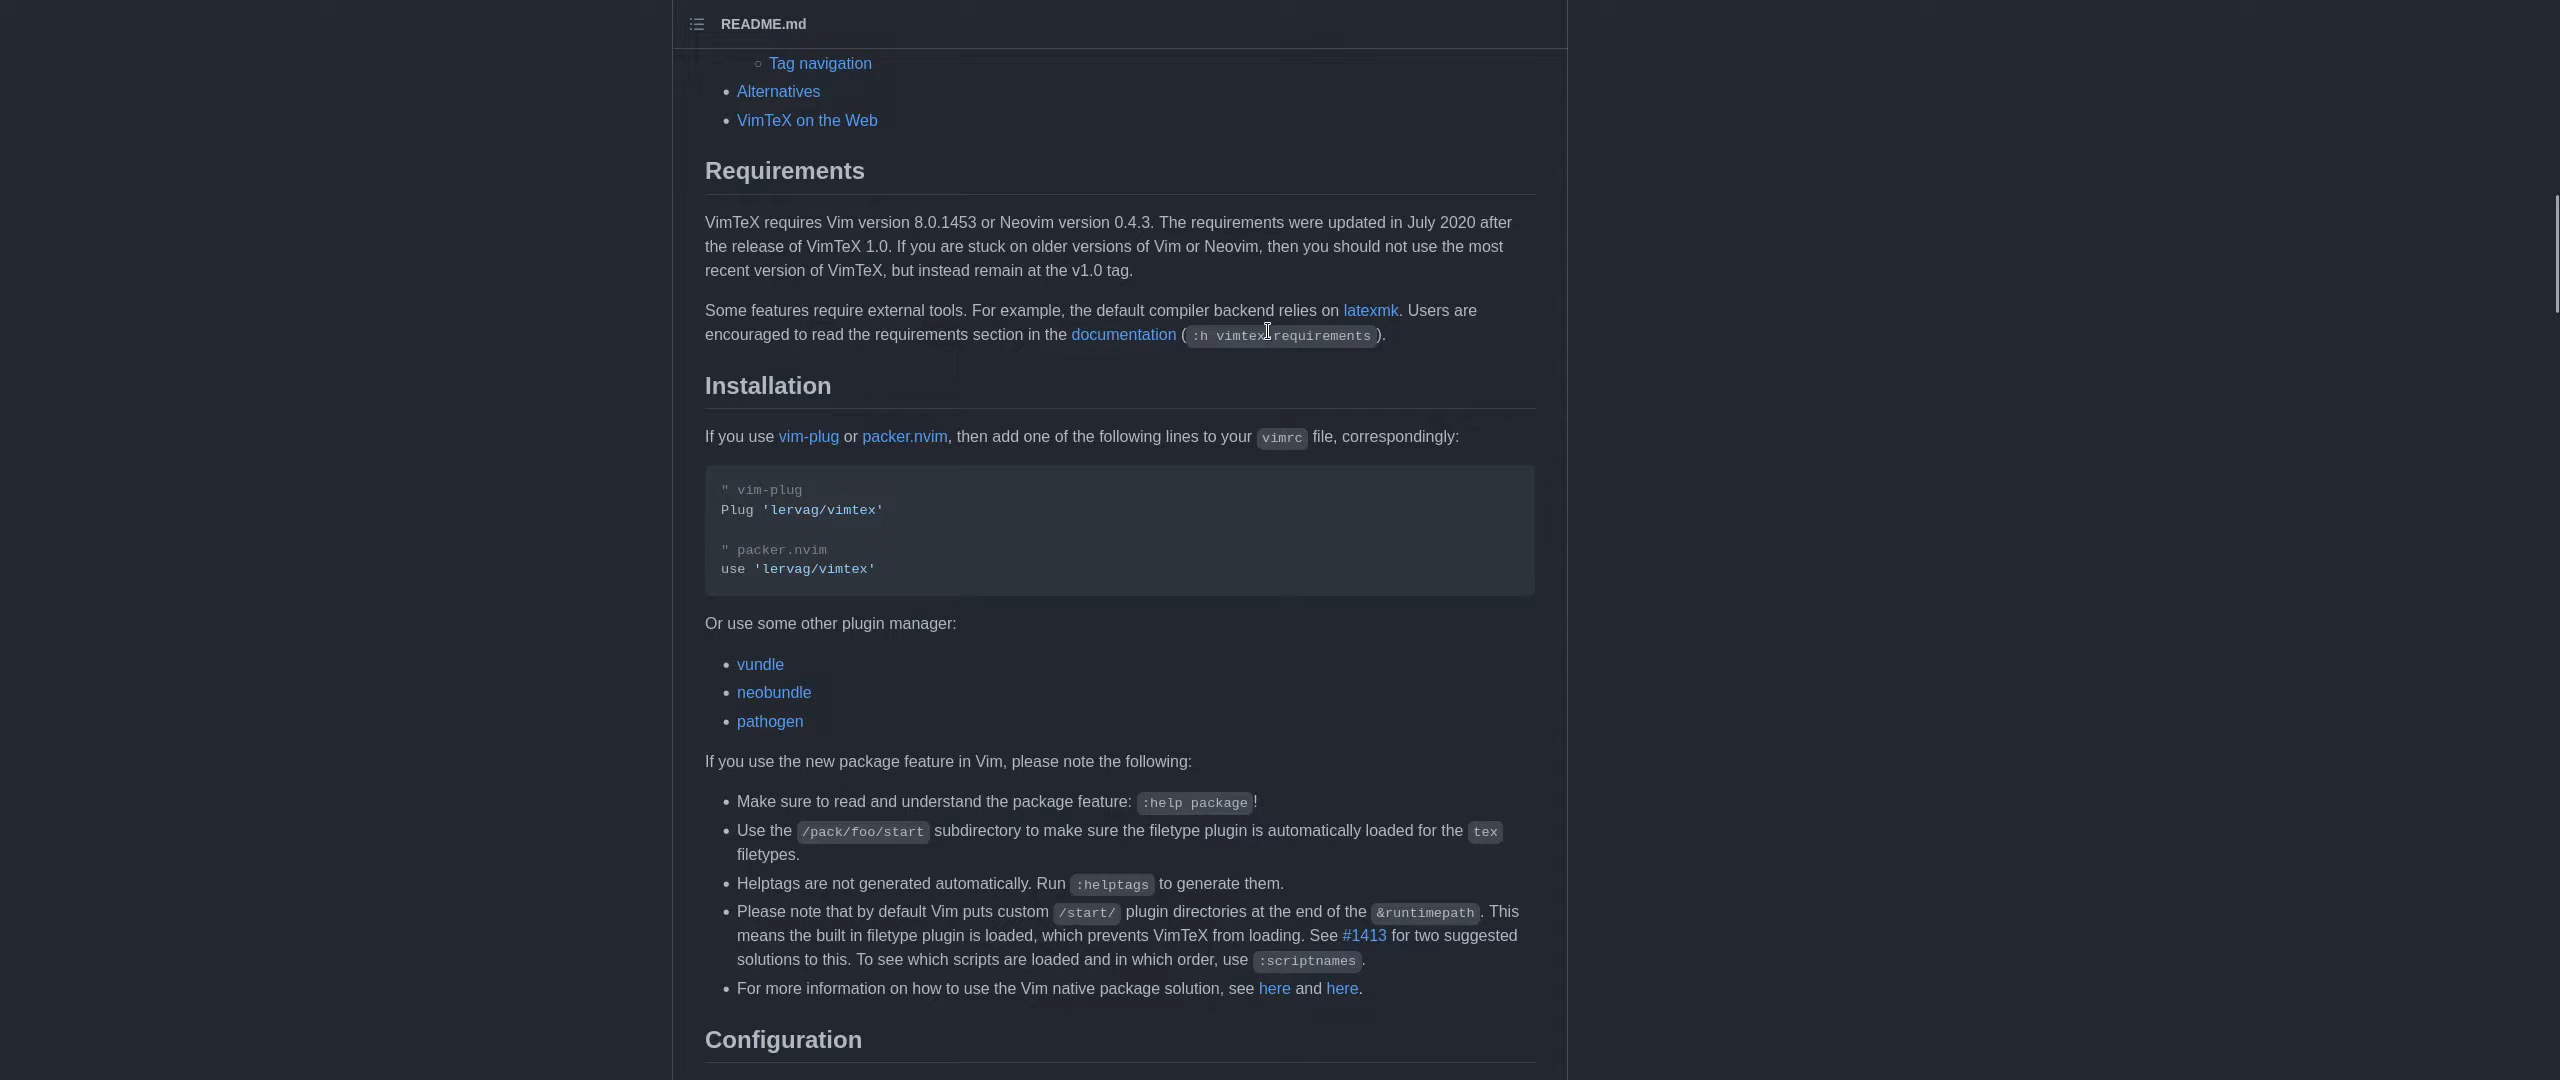 README.md
Tag navigation
Alternatives
VimTeX on the Web
Requirements
VimTeX requires Vim version 8.0.1453 or Neovim version 0.4.3. The requirements were updated in July 2020 after
the release of VimTeX 1.0. If you are stuck on older versions of Vim or Neovim, then you should not use the most
recent version of VimTeX, but instead remain at the v1.0 tag.
Some features require external tools. For example, the default compiler backend relies on latexmk. Users are
encouraged to read the requirements section in the documentation (:h vimtex-requirements).
Installation
If you use vim-plug or packer.nvim, then add one of the following lines to your vimrc file, correspondingly:
" vim-plug
Plug 'lervag/vimtex'
" packer.nvim
use 'lervag/vimtex'
Or use some other plugin manager:
vundle
neobundle
pathogen
If you use the new package feature in Vim, please note the following:
Make sure to read and understand the package feature: :help package!
Use the /pack/foo/start subdirectory to make sure the filetype plugin is automatically loaded for the tex
filetypes.
Helptags are not generated automatically. Run :helptags to generate them.
Please note that by default Vim puts custom /start/ plugin directories at the end of the &runtimepath. This
means the built in filetype plugin is loaded, which prevents VimTeX from loading. See #1413 for two suggested
solutions to this. To see which scripts are loaded and in which order, use :scriptnames.
For more information on how to use the Vim native package solution, see here and here.
Configuration